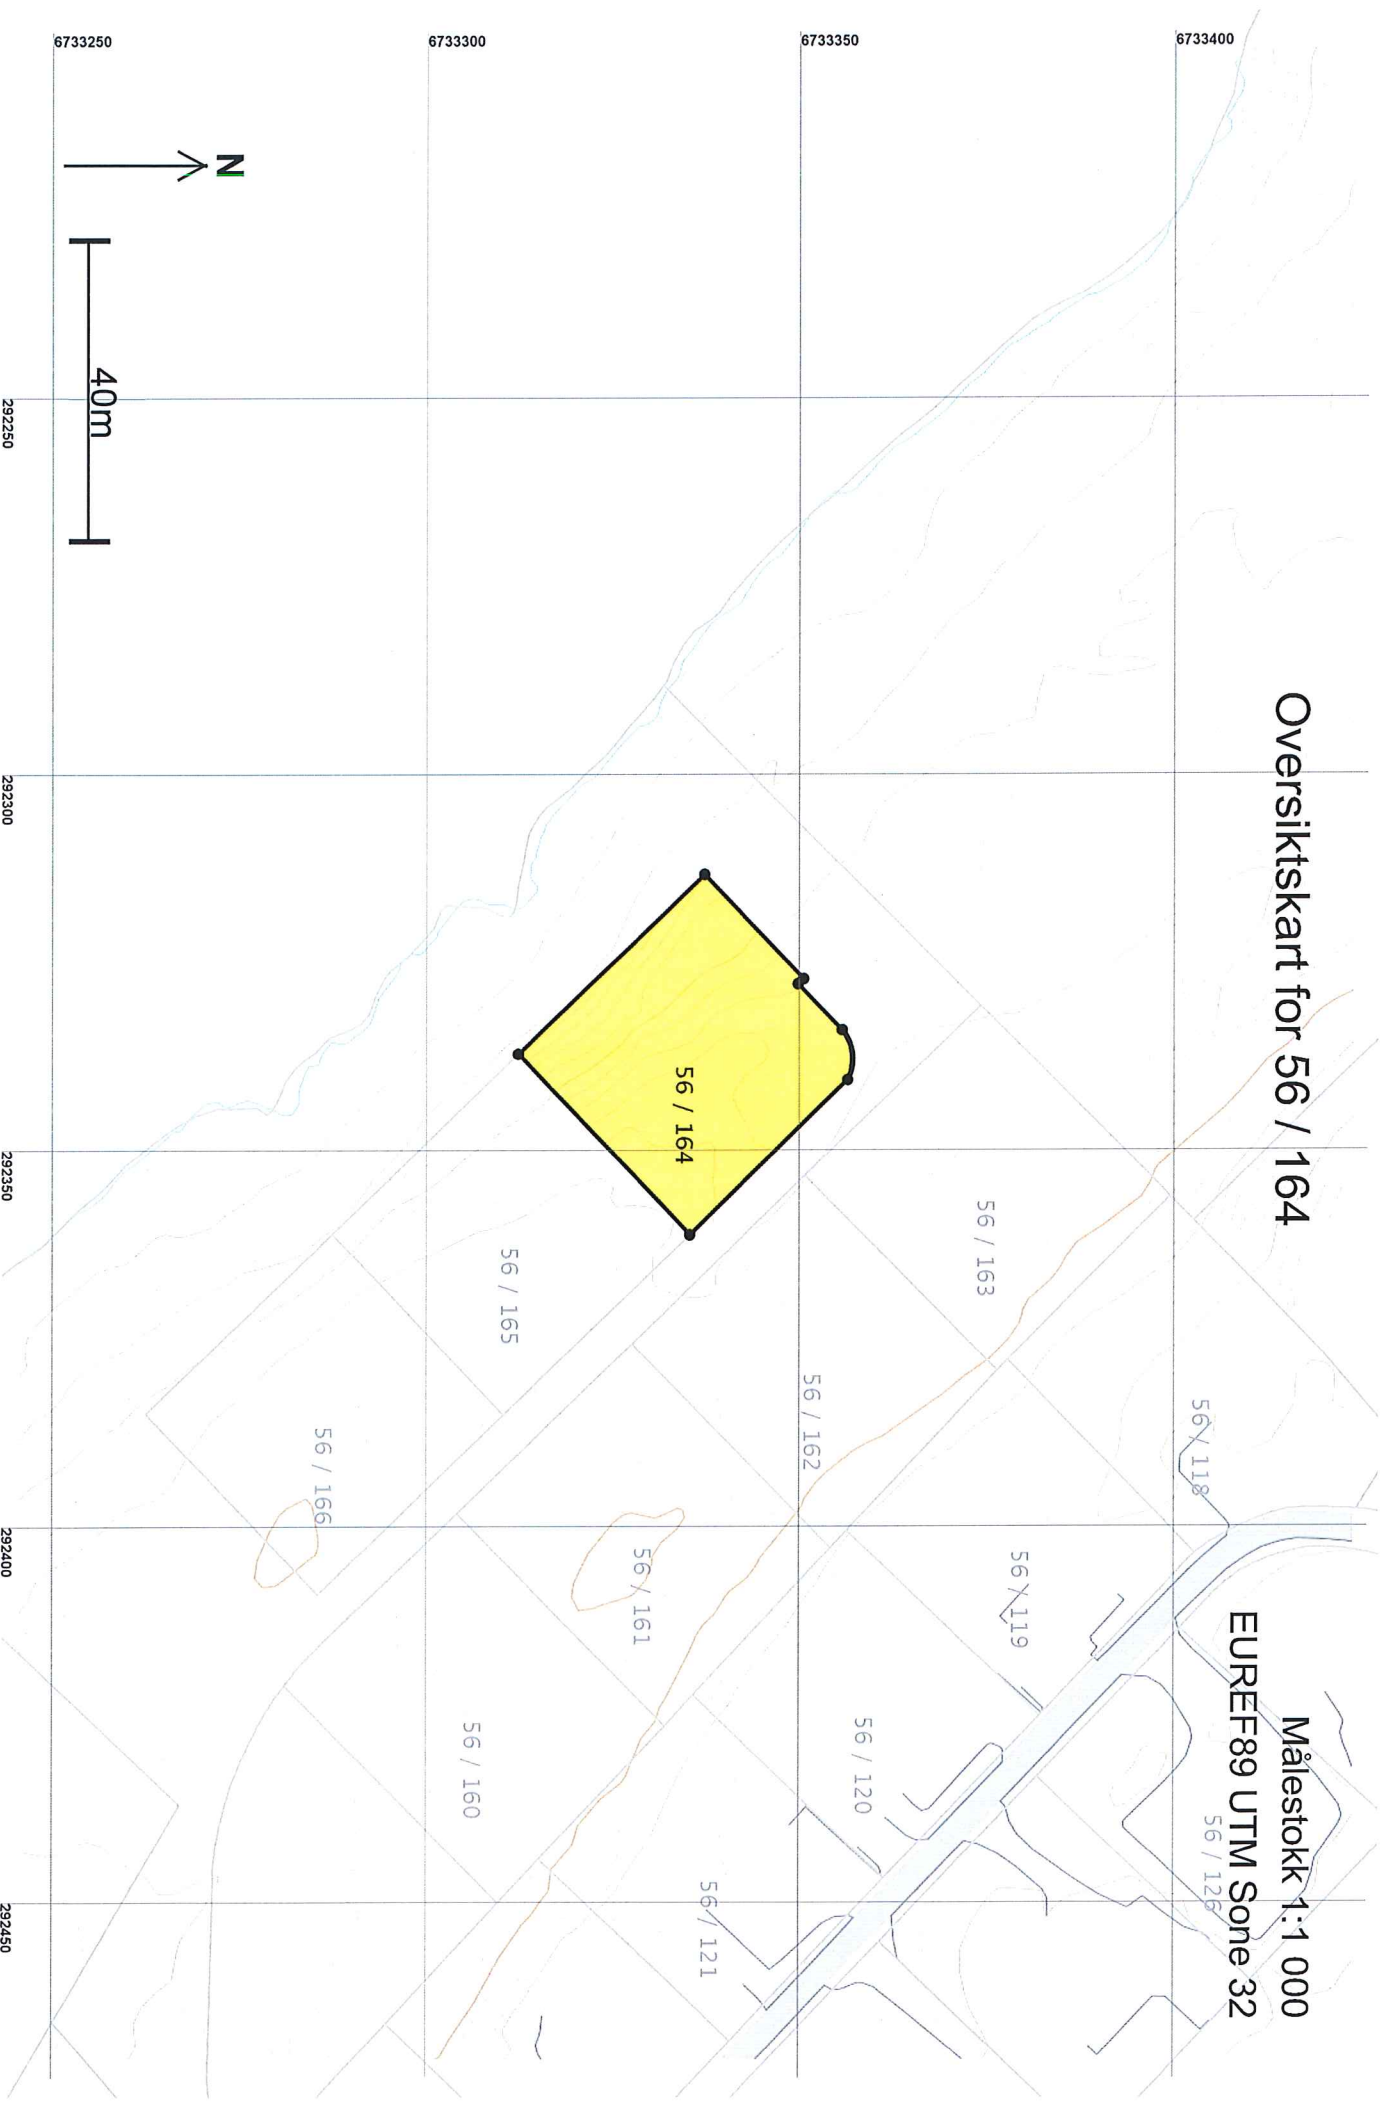 Oversiktskart for 56 / 164
Målestokk 1:1 000
EUREF89 UTM Sone 32
6733400
6733350
6733300
6733250
N
40m
56 / 118
56 / 126
56 / 163
56 / 119
56 / 162
56 / 120
56 / 164
56 / 161
56 / 121
56 / 165
56 / 160
56 / 166
292250
292300
292350
292400
292450